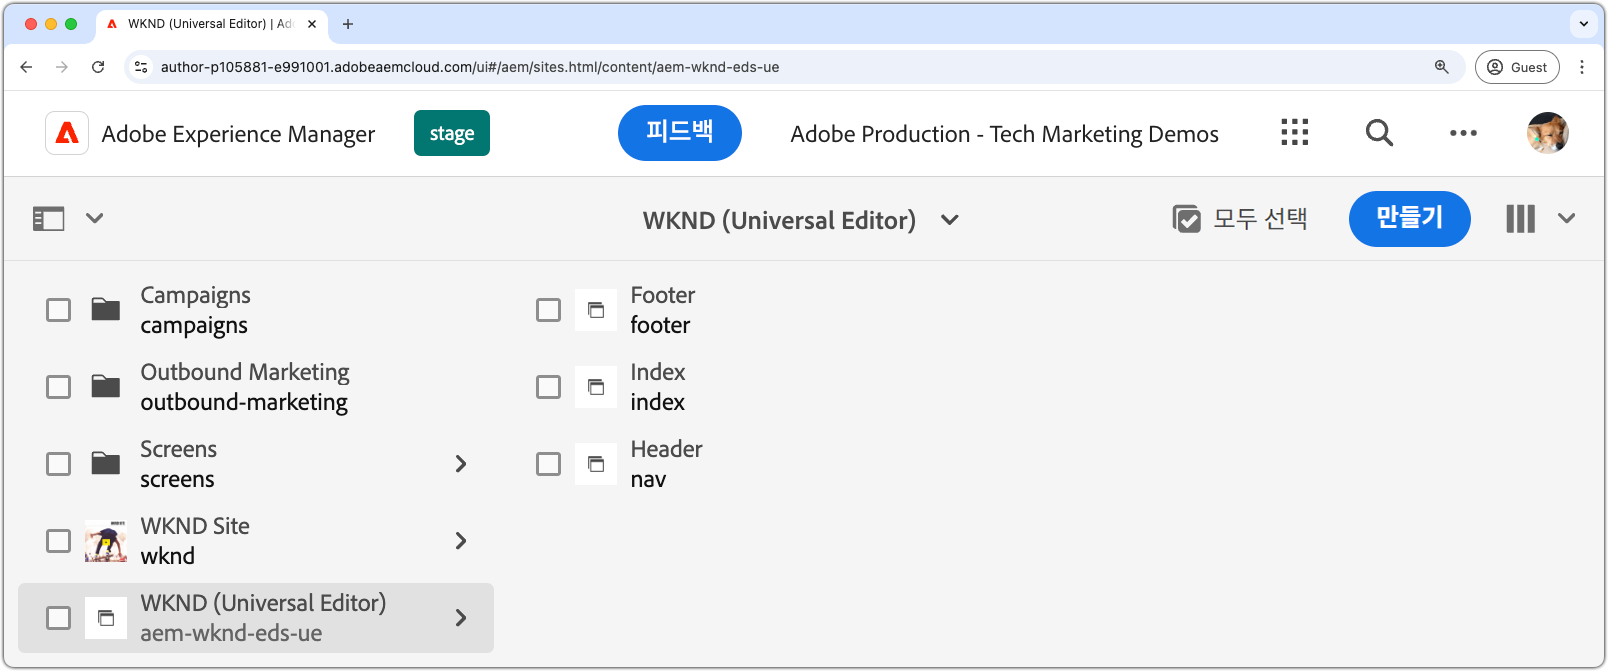 WKND (Universal Editor) | Ad
author-p105881-e991001.adobeaemcloud.com/ui#/aem/sites.html/content/aem-wknd-eds-ue
Guest
Adobe Experience Manager
stage
피드백
Adobe Production - Tech Marketing Demos
WKND (Universal Editor)
모두 선택
만들기
Campaigns
campaigns
Outbound Marketing
outbound-marketing
Screens
screens
WKND Site
wknd
WKND (Universal Editor)
aem-wknd-eds-ue
Footer
footer
Index
index
Header
nav